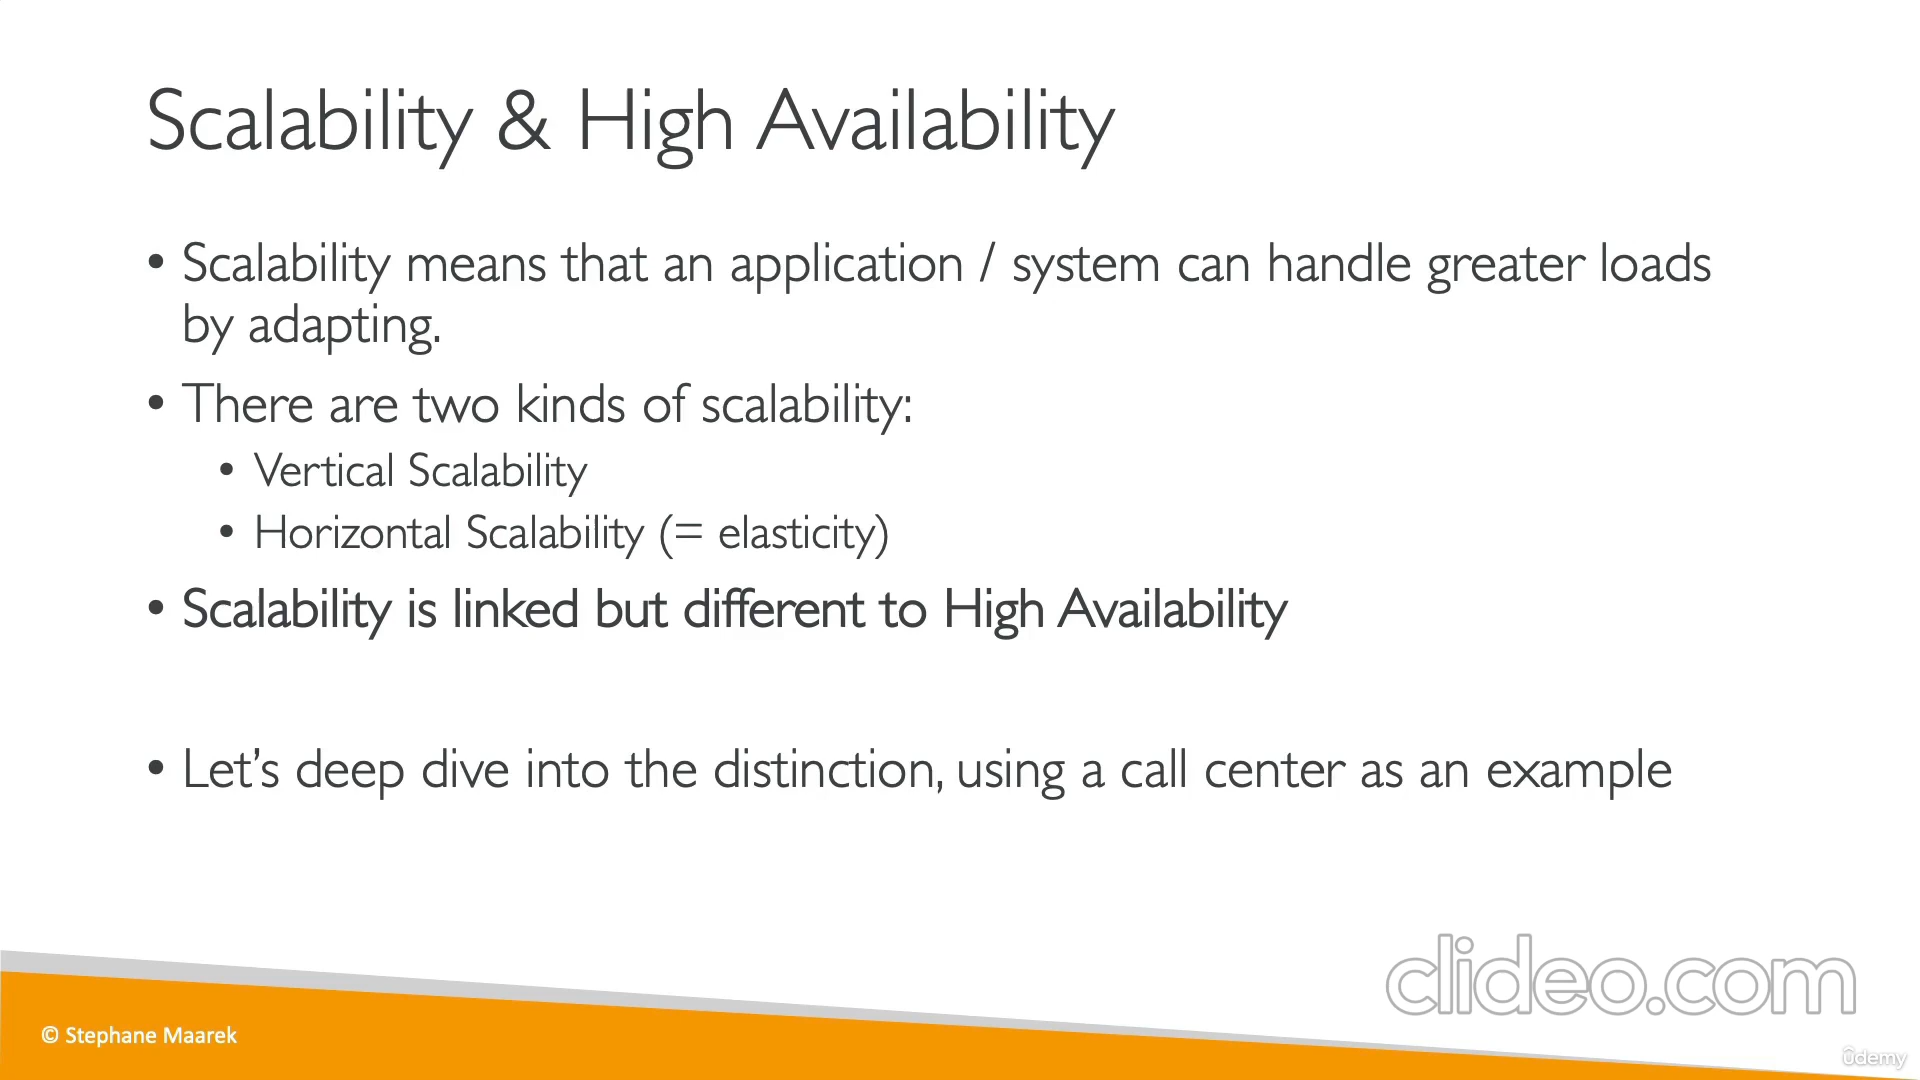 Scalability & High Availability
• Scalability means that an application / system can handle greater loads
by adapting.
• There are two kinds of scalability:
• Vertical Scalability
• Horizontal Scalability (= elasticity)
• Scalability is linked but different to High Availability
• Let’s deep dive into the distinction, using a call center as an example
clideo.com
© Stephane Maarek
ûdemy